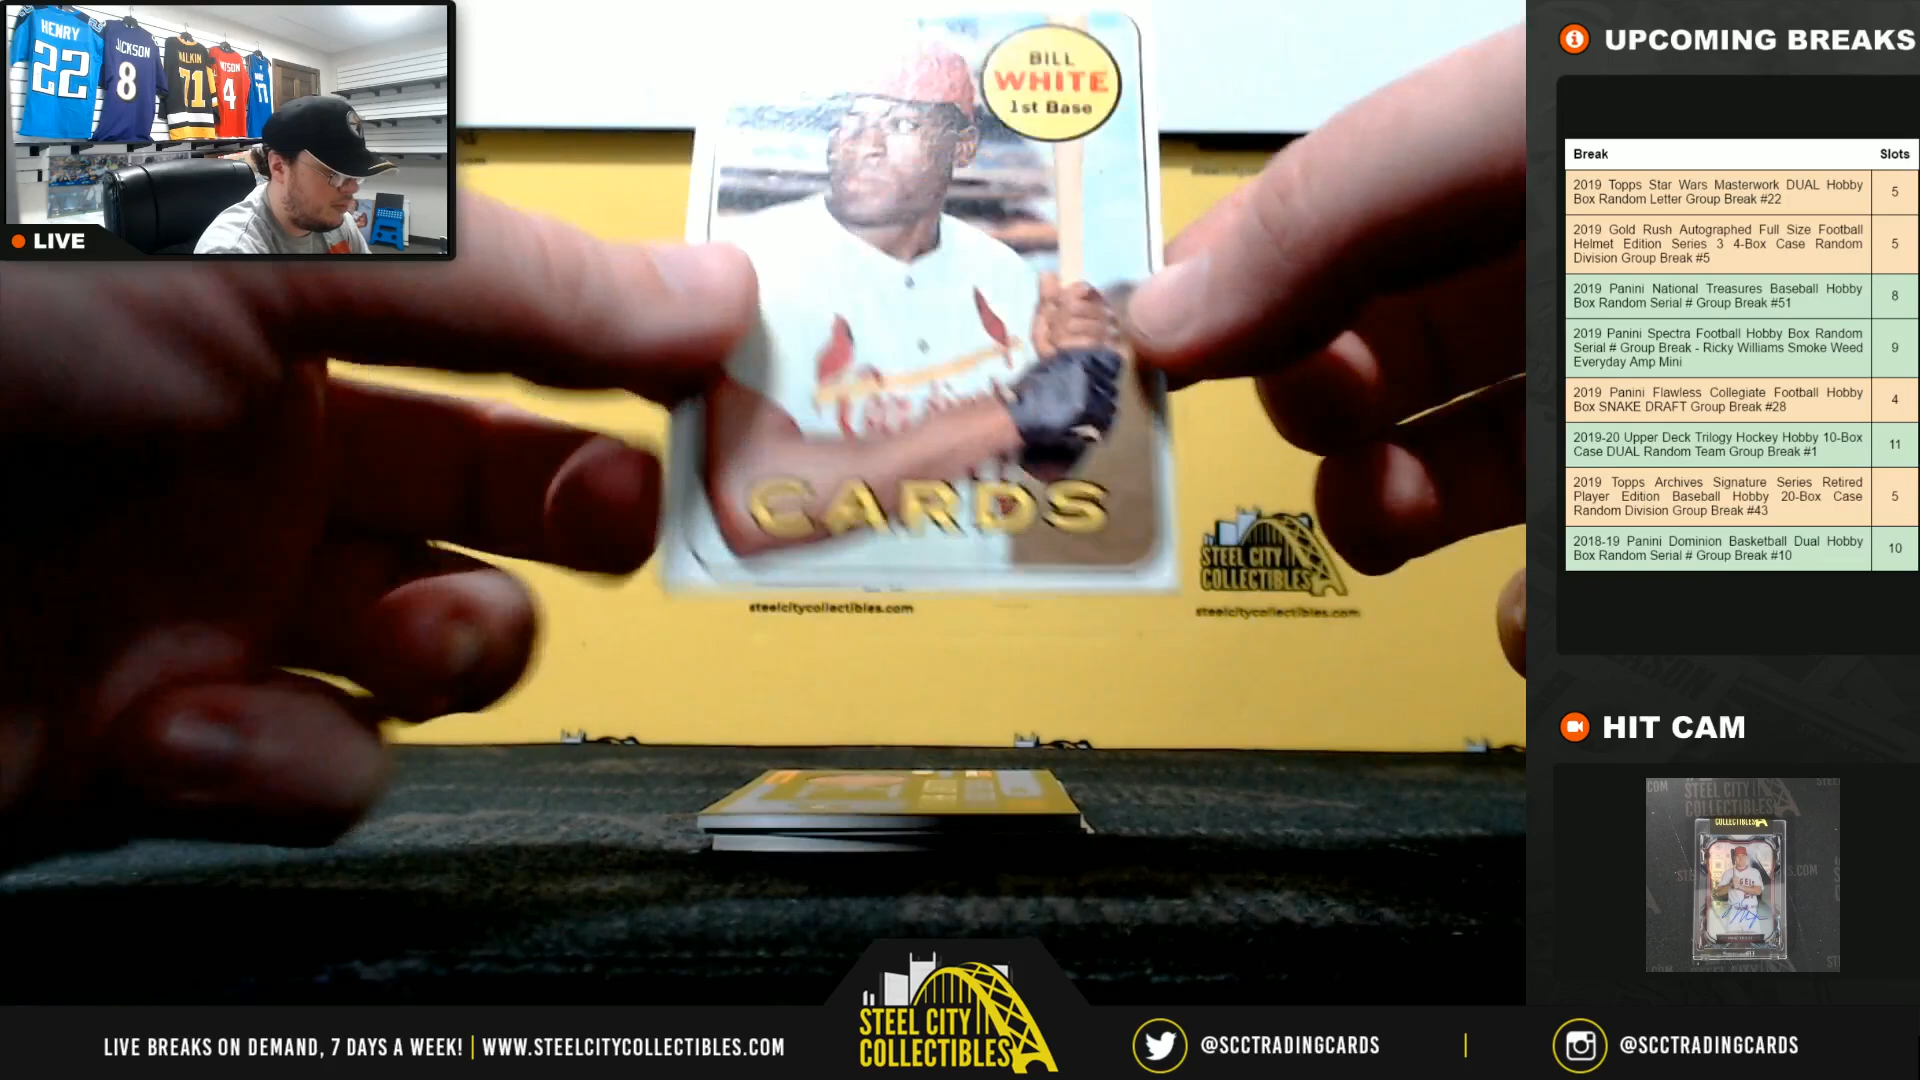 HENRY
22
JACKSON
8
71
4
LIVE
BILL
WHITE
1st Base
CARDS
STEEL CITY
COLLECTIBLES
steelcitycollectibles.com
steelcitycollectibles.com
UPCOMING BREAKS
Break Slots
2019 Topps Star Wars Masterwork DUAL Hobby
Box Random Letter Group Break #22
5
2019 Gold Rush Autographed Full Size Football
Helmet Edition Series 3 4-Box Case Random
Division Group Break #5
5
2019 Panini National Treasures Baseball Hobby
Box Random Serial # Group Break #51
8
2019 Panini Spectra Football Hobby Box Random
Serial # Group Break - Ricky Williams Smoke Weed
Everyday Amp Mini
9
2019 Panini Flawless Collegiate Football Hobby
Box SNAKE DRAFT Group Break #28
4
2019-20 Upper Deck Trilogy Hockey Hobby 10-Box
Case DUAL Random Team Group Break #1
11
2019 Topps Archives Signature Series Retired
Player Edition Baseball Hobby 20-Box Case
Random Division Group Break #43
5
2018-19 Panini Dominion Basketball Dual Hobby
Box Random Serial # Group Break #10
10
HIT CAM
STEEL CITY
COLLECTIBLES
COLLECTIBLES
LIVE BREAKS ON DEMAND, 7 DAYS A WEEK! | WWW.STEELCITYCOLLECTIBLES.COM
STEEL CITY
COLLECTIBLES
@SCCTRADINGCARDS
@SCCTRADINGCARDS